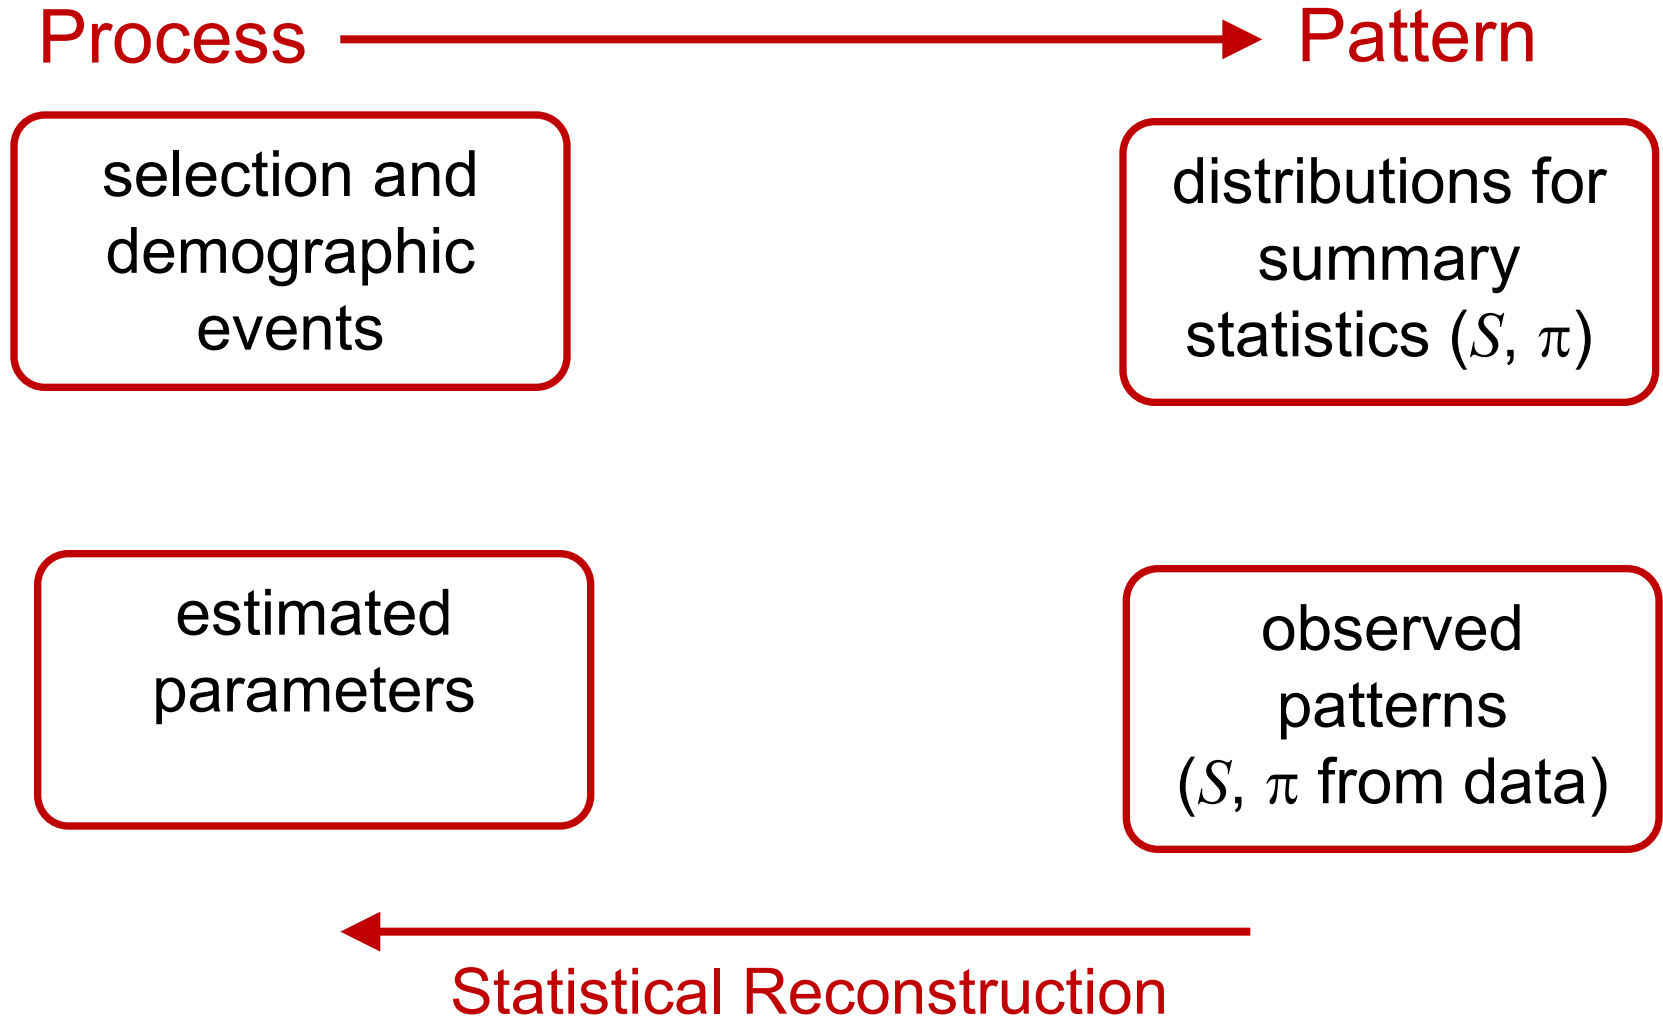 Process
Pattern
selection and
demographic
events
distributions for
summary
statistics (S, π)
estimated
parameters
observed
patterns
(S, π from data)
Statistical Reconstruction